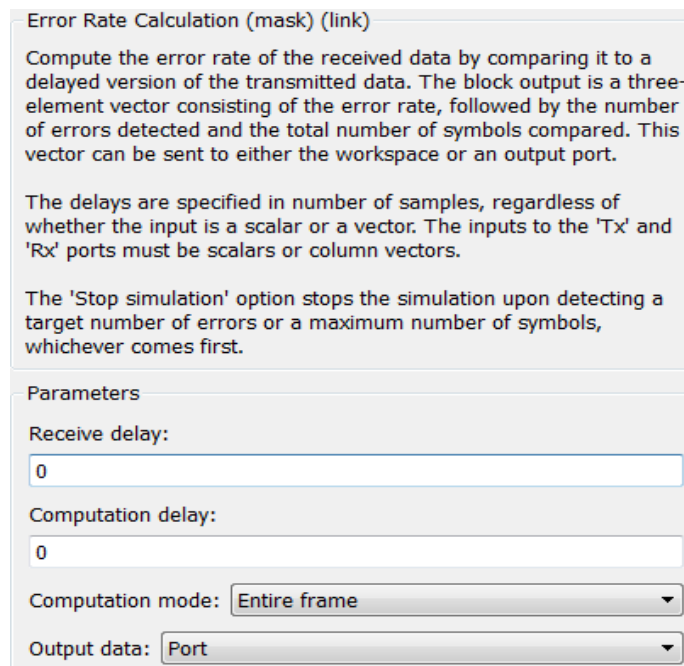 Error Rate Calculation (mask) (link)
Compute the error rate of the received data by comparing it to a
delayed version of the transmitted data. The block output is a three-
element vector consisting of the error rate, followed by the number
of errors detected and the total number of symbols compared. This
vector can be sent to either the workspace or an output port.
The delays are specified in number of samples, regardless of
whether the input is a scalar or a vector. The inputs to the 'Tx' and
'Rx' ports must be scalars or column vectors.
The 'Stop simulation' option stops the simulation upon detecting a
target number of errors or a maximum number of symbols,
whichever comes first.
Parameters
Receive delay:
0
Computation delay:
0
Computation mode: Entire frame
Output data: Port